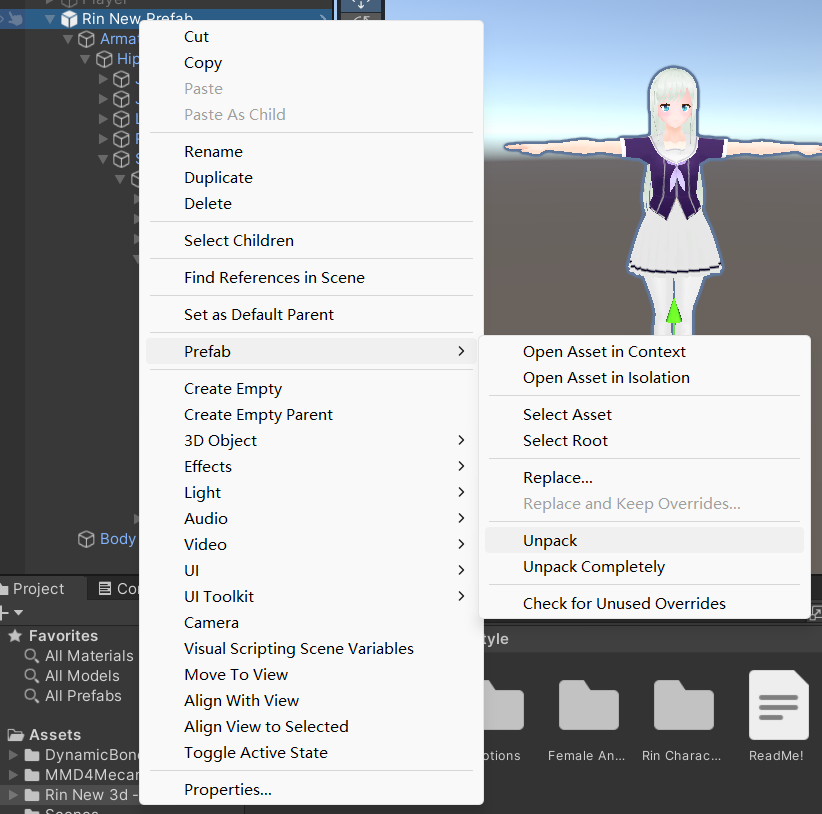 Player
Rin New Prefab
Cut
Copy
Paste
Paste As Child
Rename
Duplicate
Delete
Select Children
Find References in Scene
Set as Default Parent
Prefab
Create Empty
Create Empty Parent
3D Object
Effects
Light
Audio
Video
UI
UI Toolkit
Camera
Visual Scripting Scene Variables
Move To View
Align With View
Align View to Selected
Toggle Active State
Properties...
Open Asset in Context
Open Asset in Isolation
Select Asset
Select Root
Replace...
Replace and Keep Overrides...
Unpack
Unpack Completely
Check for Unused Overrides
Armat
Hip
Body
Project
Con
Favorites
All Materials
All Models
All Prefabs
Assets
DynamicBon
MMD4Mecan
Rin New 3d -
Scenes
tyle
otions
Female An...
Rin Charac...
ReadMe!